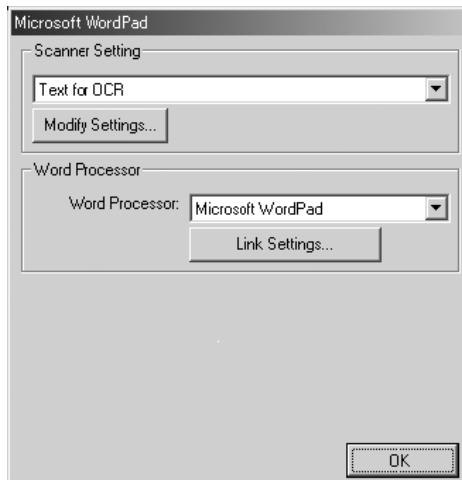 Microsoft WordPad
Scanner Setting
Text for OCR
Modify Settings...
Word Processor
Word Processor: Microsoft WordPad
Link Settings...
OK